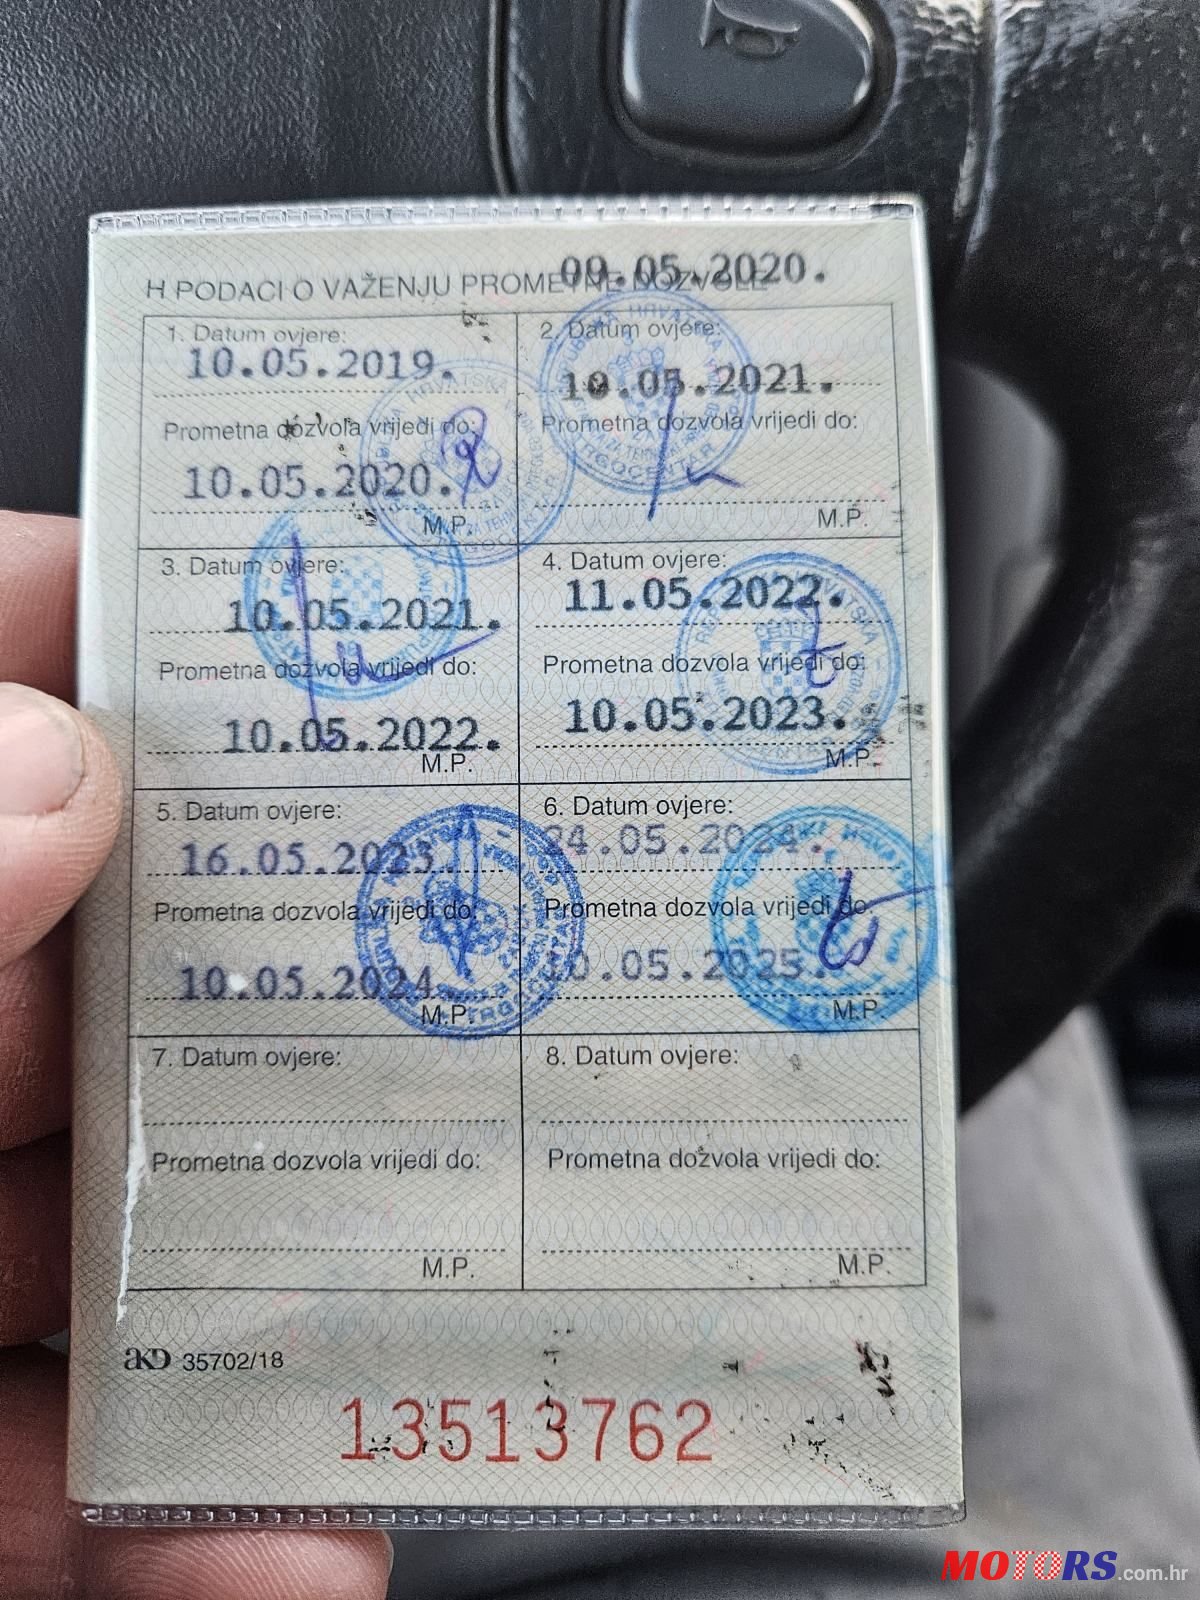 09.05.2020.
H PODACI O VAŽENJU PROMETNE DOZVOLE
1. Datum ovjere:
10.05.2019.
Prometna dozvola vrijedi do:
10.05.2020.
M.P.
2. Datum ovjere:
10.05.2021.
Prometna dozvola vrijedi do:
M.P.
3. Datum ovjere:
10.05.2021.
Prometna dozvola vrijedi do:
10.05.2022.
M.P.
4. Datum ovjere:
11.05.2022.
Prometna dozvola vrijedi do:
10.05.2023.
M.P.
5. Datum ovjere:
16.05.2023.
Prometna dozvola vrijedi do:
10.05.2024.
M.P.
6. Datum ovjere:
24.05.2024.
Prometna dozvola vrijedi do:
10.05.2025.
M.P.
7. Datum ovjere:
Prometna dozvola vrijedi do:
M.P.
8. Datum ovjere:
Prometna dozvola vrijedi do:
M.P.
AKD 35702/18
13513762
MOTORS.com.hr